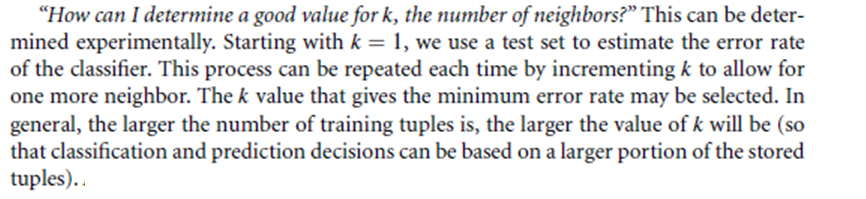 “How can I determine a good value for k, the number of neighbors?” This can be deter-
mined experimentally. Starting with k = 1, we use a test set to estimate the error rate
of the classifier. This process can be repeated each time by incrementing k to allow for
one more neighbor. The k value that gives the minimum error rate may be selected. In
general, the larger the number of training tuples is, the larger the value of k will be (so
that classification and prediction decisions can be based on a larger portion of the stored
tuples)..